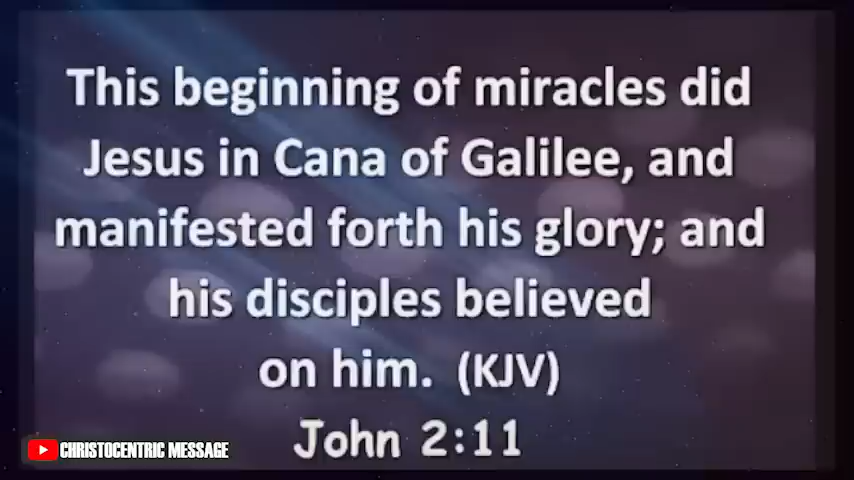 This beginning of miracles did
Jesus in Cana of Galilee, and
manifested forth his glory; and
his disciples believed
on him. (KJV)
John 2:11
CHRISTOCENTRIC MESSAGE